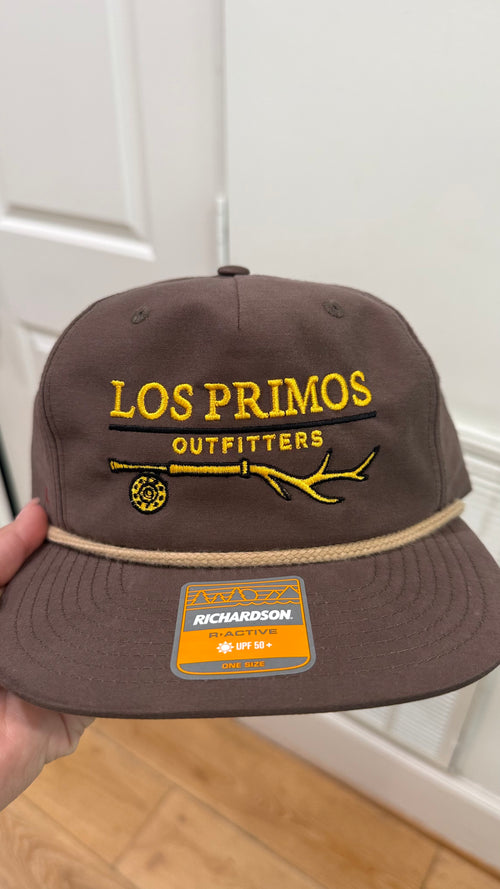 LOS PRIMOS
OUTFITTERS
RICHARDSON.
R•ACTIVE
UPF 50+
ONE SIZE